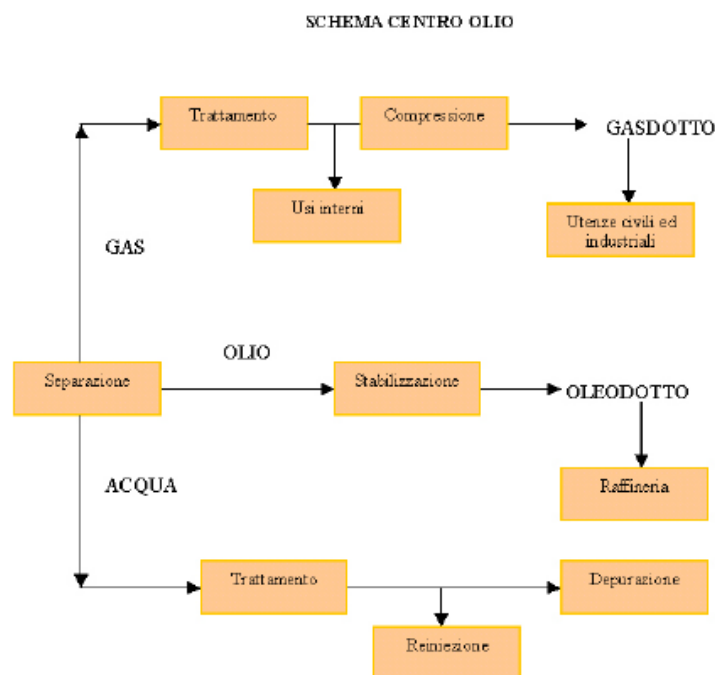 SCHEMA CENTRO OLIO
Trattamento
Compressione
GASDOTTO
Usi interni
Utenze civili ed
industriali
GAS
OLIO
Separazione
Stabilizzazione
OLEODOTTO
ACQUA
Raffineria
Trattamento
Depurazione
Reiniezione